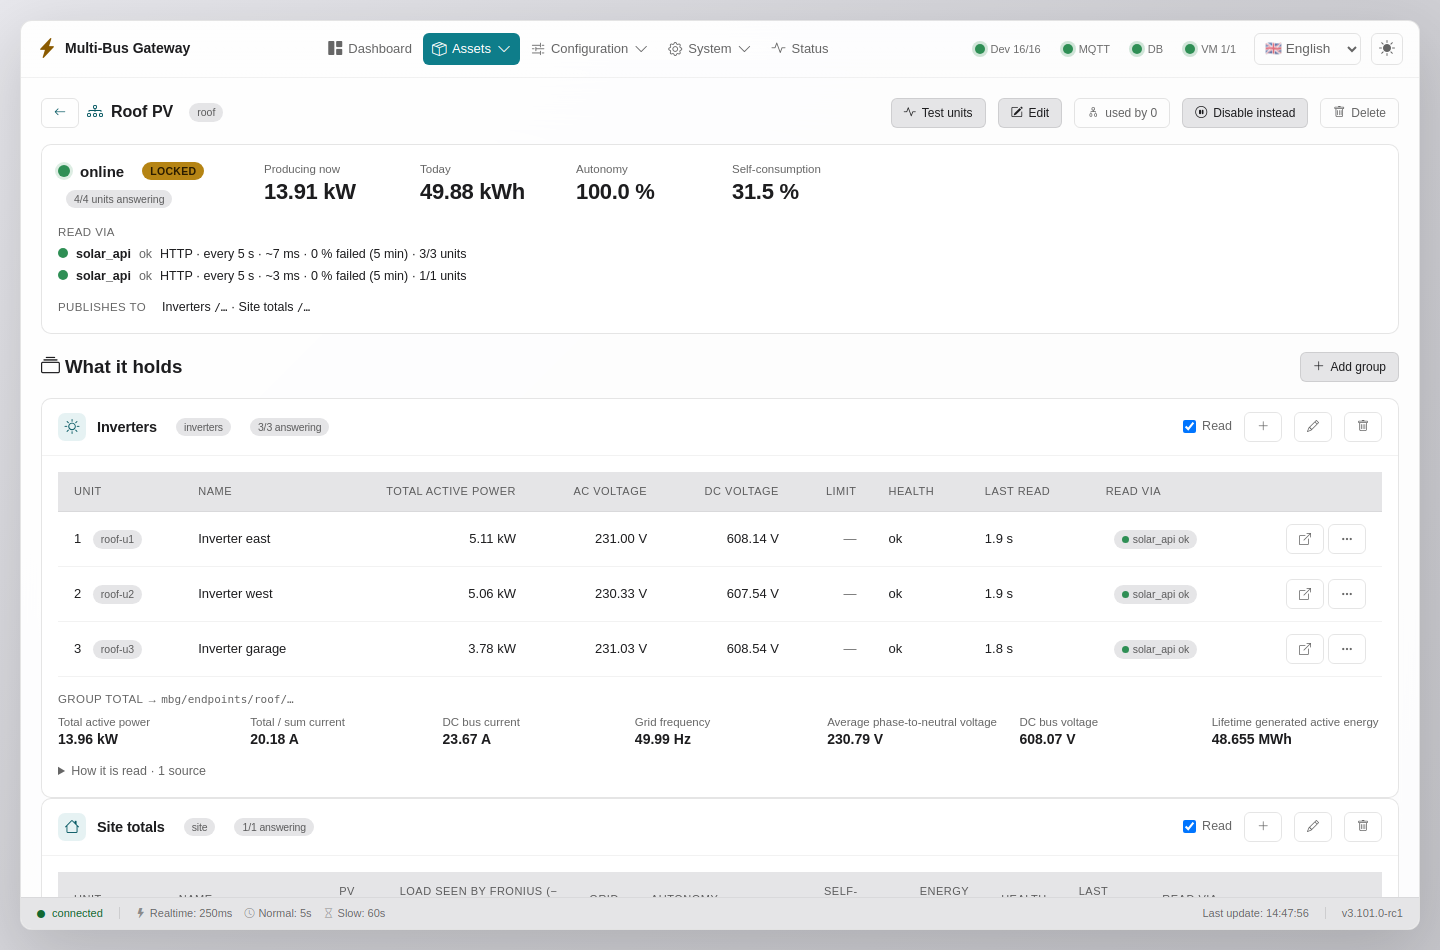 Multi-Bus Gateway
Dashboard Assets Configuration System Status
Dev 16/16 MQTT DB VM 1/1 🇬🇧 English
Roof PV roof
Test units Edit used by 0 Disable instead Delete
online LOCKED
4/4 units answering
Producing now Today Autonomy Self-consumption
13.91 kW 49.88 kWh 100.0 % 31.5 %
READ VIA
solar_api ok HTTP · every 5 s · ~7 ms · 0 % failed (5 min) · 3/3 units
solar_api ok HTTP · every 5 s · ~3 ms · 0 % failed (5 min) · 1/1 units
PUBLISHES TO Inverters /… · Site totals /…
What it holds + Add group
Inverters inverters 3/3 answering Read
UNIT NAME TOTAL ACTIVE POWER AC VOLTAGE DC VOLTAGE LIMIT HEALTH LAST READ READ VIA
1 roof-u1 Inverter east 5.11 kW 231.00 V 608.14 V — ok 1.9 s solar_api ok
2 roof-u2 Inverter west 5.06 kW 230.33 V 607.54 V — ok 1.9 s solar_api ok
3 roof-u3 Inverter garage 3.78 kW 231.03 V 608.54 V — ok 1.8 s solar_api ok
GROUP TOTAL → mbg/endpoints/roof/…
Total active power Total / sum current DC bus current Grid frequency Average phase-to-neutral voltage DC bus voltage Lifetime generated active energy
13.96 kW 20.18 A 23.67 A 49.99 Hz 230.79 V 608.07 V 48.655 MWh
How it is read · 1 source
Site totals site 1/1 answering Read
PV LOAD SEEN BY FRONIUS (− SELF- ENERGY LAST
UNIT NAME GRID AUTONOMY HEALTH READ VIA
connected Realtime: 250ms Normal: 5s Slow: 60s Last update: 14:47:56 v3.101.0-rc1